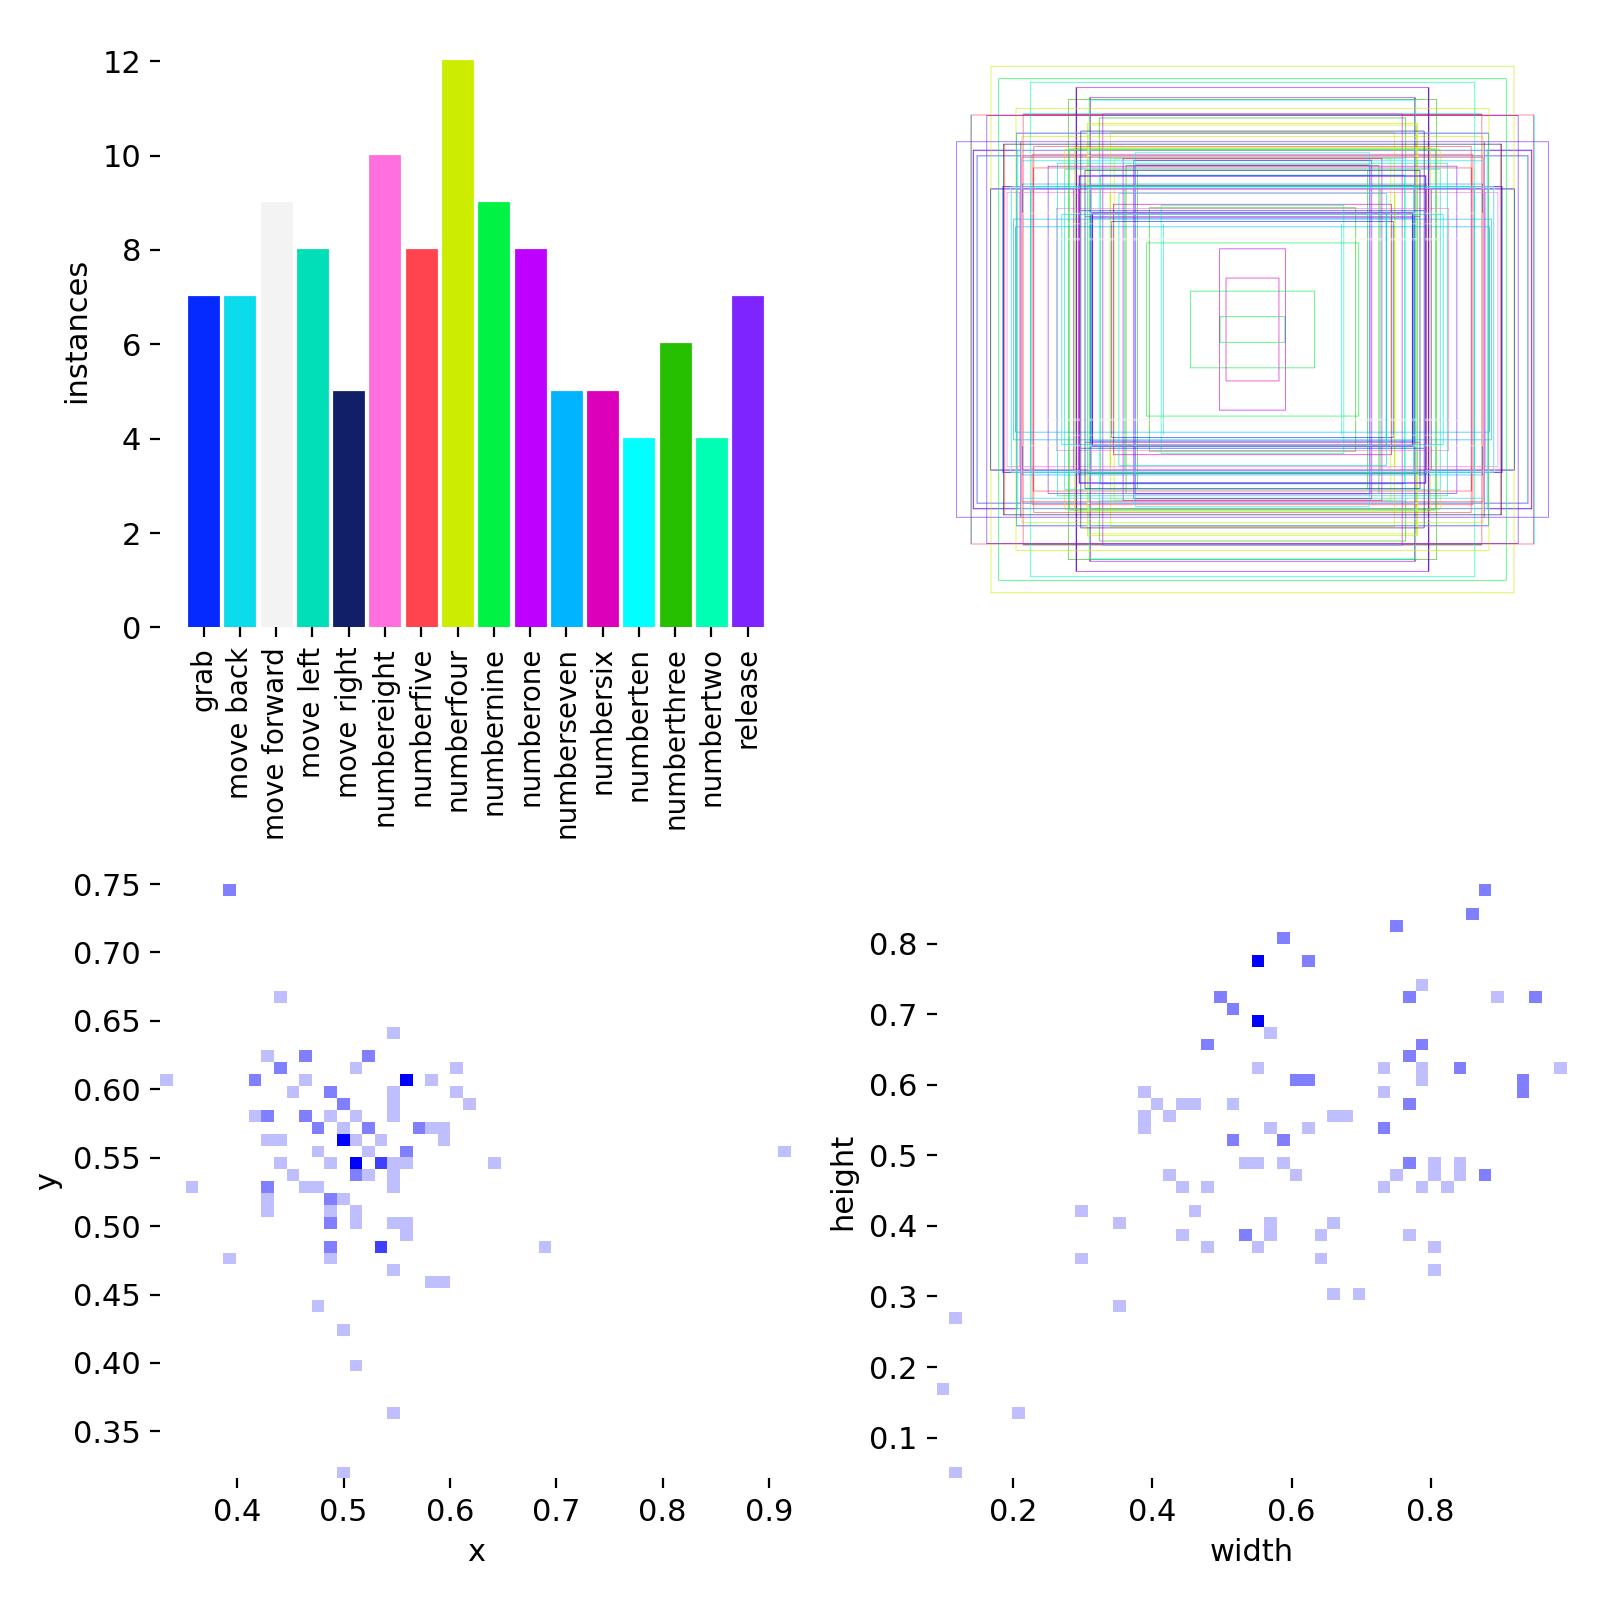 instances
12
10
8
6
4
2
0
grab
move back
move forward
move left
move right
numbereight
numberfive
numberfour
numbernine
numberone
numberseven
numbersix
numberten
numberthree
numbertwo
release
y
0.75
0.70
0.65
0.60
0.55
0.50
0.45
0.40
0.35
0.4 0.5 0.6 0.7 0.8 0.9
x
height
0.8
0.7
0.6
0.5
0.4
0.3
0.2
0.1
0.2 0.4 0.6 0.8
width